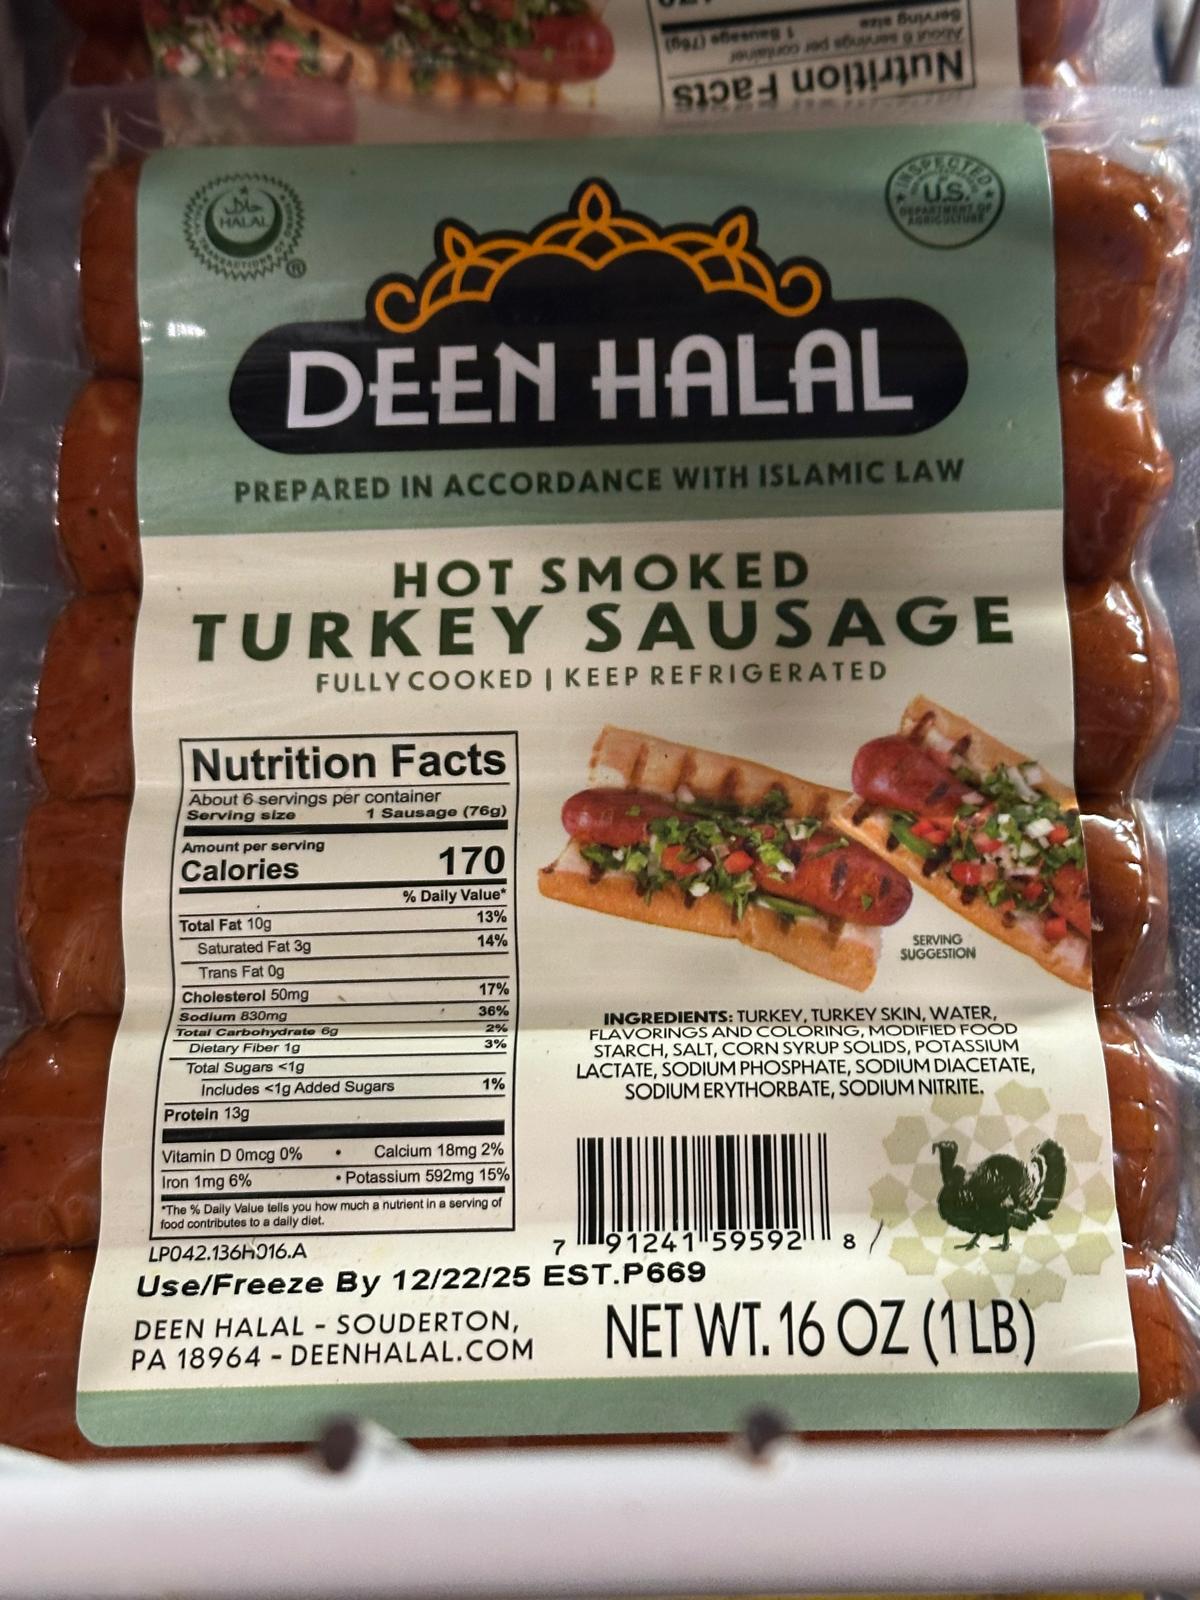 Nutrition Facts
About 6 servings per container
Serving size 1 Sausage (76g)
حلال
HALAL
TRANSACTIONS OF
®
INSPECTED
U.S.
DEPARTMENT OF
AGRICULTURE
DEEN HALAL
PREPARED IN ACCORDANCE WITH ISLAMIC LAW
HOT SMOKED
TURKEY SAUSAGE
FULLY COOKED | KEEP REFRIGERATED
Nutrition Facts
About 6 servings per container
Serving size 1 Sausage (76g)
Amount per serving
Calories 170
% Daily Value*
Total Fat 10g 13%
Saturated Fat 3g 14%
Trans Fat 0g
Cholesterol 50mg 17%
Sodium 830mg 36%
Total Carbohydrate 6g 2%
Dietary Fiber 1g 3%
Total Sugars <1g
Includes <1g Added Sugars 1%
Protein 13g
Vitamin D 0mcg 0% • Calcium 18mg 2%
Iron 1mg 6% • Potassium 592mg 15%
*The % Daily Value tells you how much a nutrient in a serving of
food contributes to a daily diet.
SERVING
SUGGESTION
INGREDIENTS: TURKEY, TURKEY SKIN, WATER,
FLAVORINGS AND COLORING, MODIFIED FOOD
STARCH, SALT, CORN SYRUP SOLIDS, POTASSIUM
LACTATE, SODIUM PHOSPHATE, SODIUM DIACETATE,
SODIUM ERYTHORBATE, SODIUM NITRITE.
7 91241 59592 8
LP042.136H016.A
Use/Freeze By 12/22/25 EST.P669
DEEN HALAL - SOUDERTON,
PA 18964 - DEENHALAL.COM
NET WT. 16 OZ (1 LB)